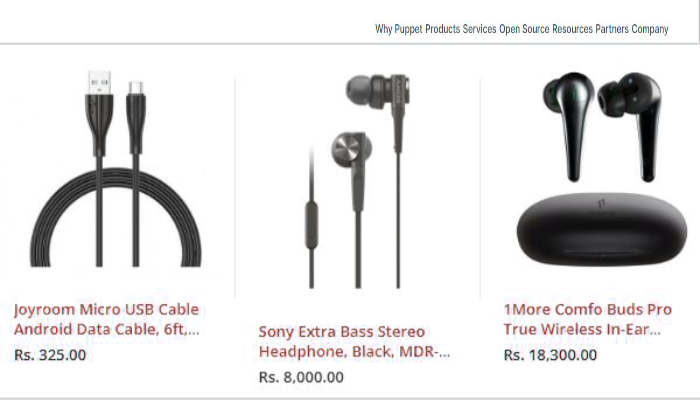 Why Puppet Products Services Open Source Resources Partners Company
Joyroom Micro USB Cable
Android Data Cable, 6ft,...
Rs. 325.00
Sony Extra Bass Stereo
Headphone, Black, MDR-...
Rs. 8,000.00
1More Comfo Buds Pro
True Wireless In-Ear...
Rs. 18,300.00